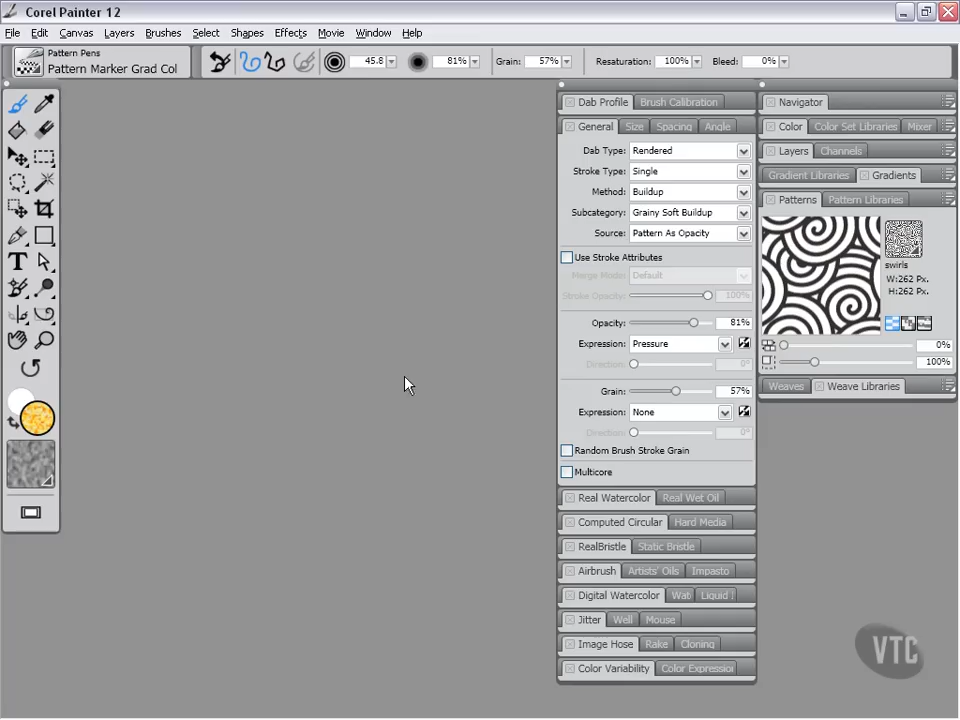 Corel Painter 12
File Edit Canvas Layers Brushes Select Shapes Effects Movie Window Help
Pattern Pens
Pattern Marker Grad Col
45.8 81% Grain: 57% Resaturation: 100% Bleed: 0%
Dab Profile Brush Calibration
General Size Spacing Angle
Dab Type: Rendered
Stroke Type: Single
Method: Buildup
Subcategory: Grainy Soft Buildup
Source: Pattern As Opacity
Use Stroke Attributes
Merge Mode: Default
Stroke Opacity: 100%
Opacity: 81%
Expression: Pressure
Direction: 0°
Grain: 57%
Expression: None
Direction: 0°
Random Brush Stroke Grain
Multicore
Real Watercolor Real Wet Oil
Computed Circular Hard Media
RealBristle Static Bristle
Airbrush Artists' Oils Impasto
Digital Watercolor Wat Liquid
Jitter Well Mouse
Image Hose Rake Cloning
Color Variability Color Expression
Navigator
Color Color Set Libraries Mixer
Layers Channels
Gradient Libraries Gradients
Patterns Pattern Libraries
swirls
W:262 Px.
H:262 Px.
0%
100%
Weaves Weave Libraries
T
VTC